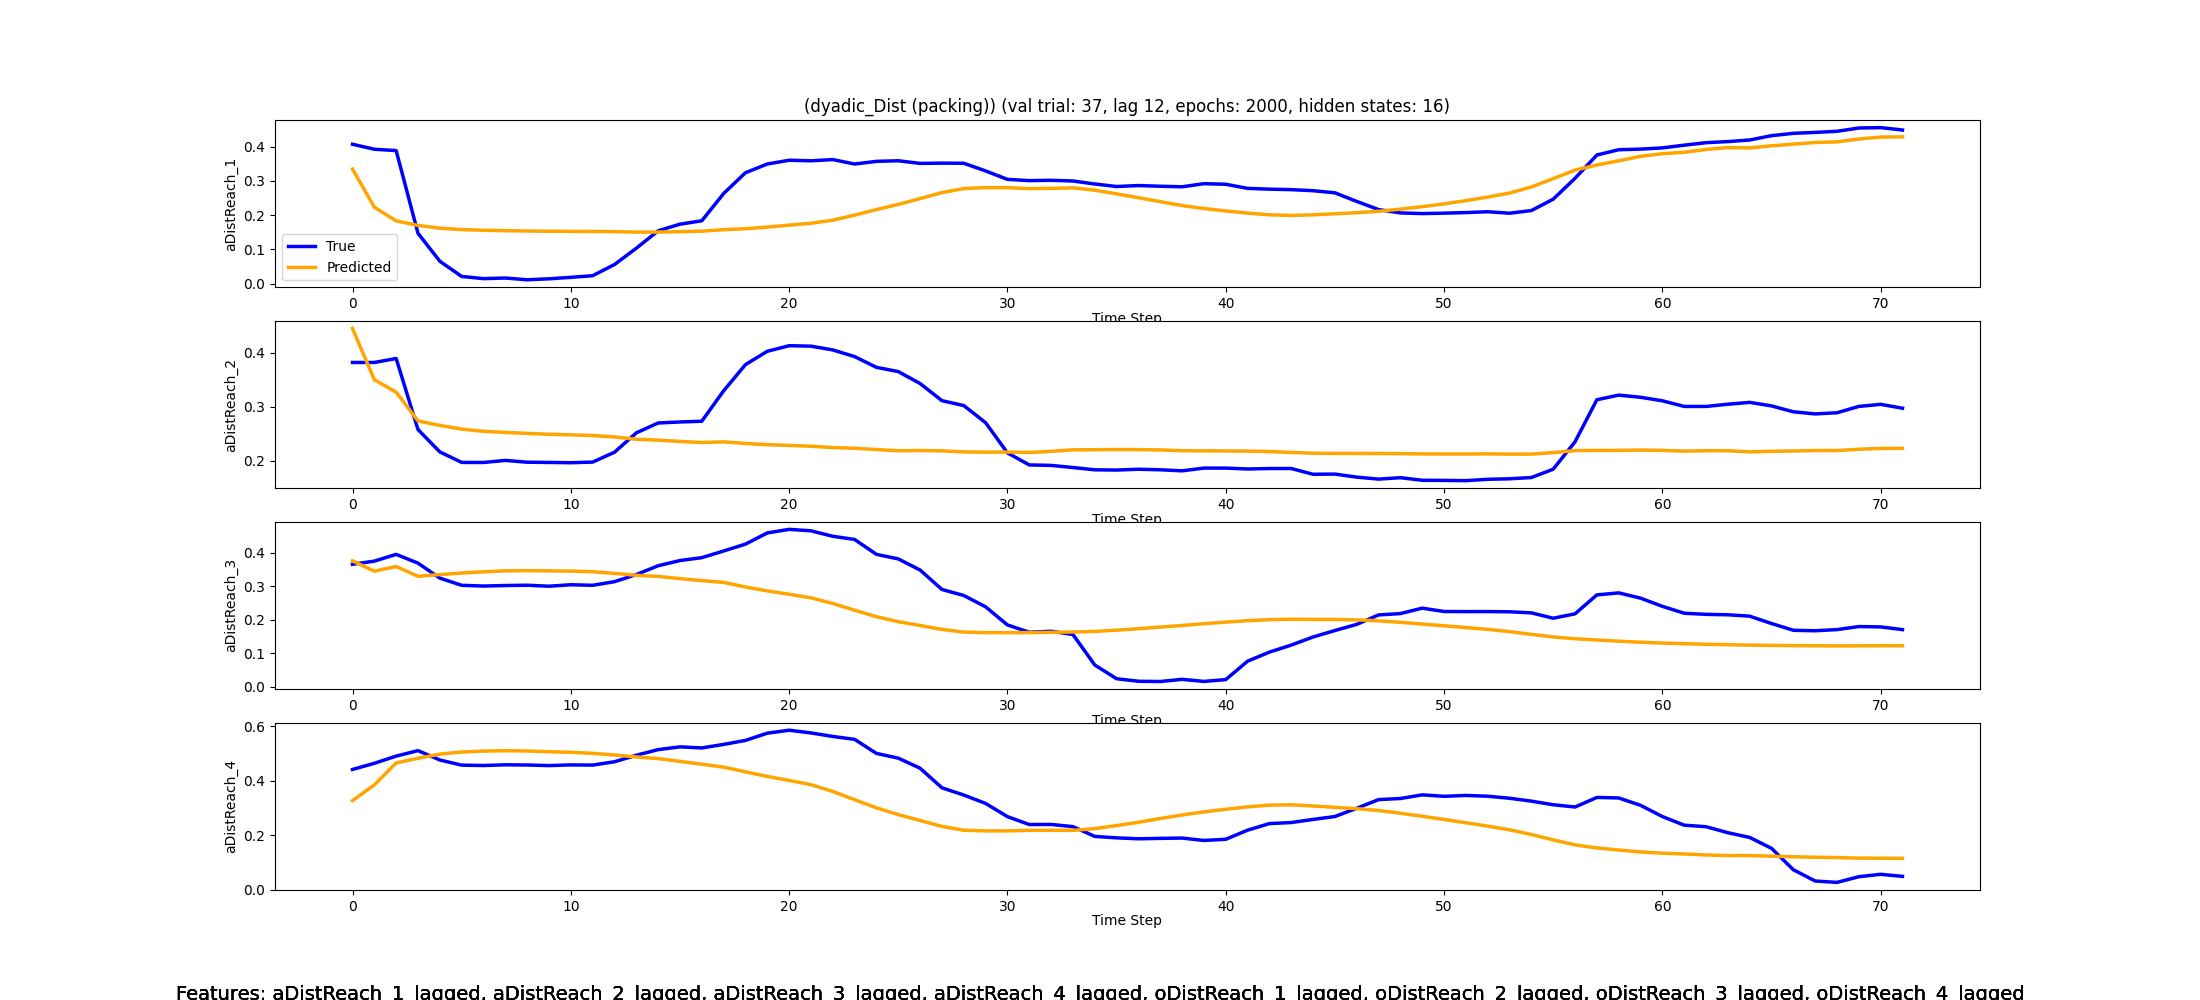 (dyadic_Dist (packing)) (val trial: 37, lag 12, epochs: 2000, hidden states: 16)
aDistReach_1
0.4
0.3
0.2
0.1
0.0
True
Predicted
0 10 20 30 40 50 60 70
Time Step
aDistReach_2
0.4
0.3
0.2
0 10 20 30 40 50 60 70
Time Step
aDistReach_3
0.4
0.3
0.2
0.1
0.0
0 10 20 30 40 50 60 70
Time Step
aDistReach_4
0.6
0.4
0.2
0.0
0 10 20 30 40 50 60 70
Time Step
Features: aDistReach_1_lagged, aDistReach_2_lagged, aDistReach_3_lagged, aDistReach_4_lagged, oDistReach_1_lagged, oDistReach_2_lagged, oDistReach_3_lagged, oDistReach_4_lagged